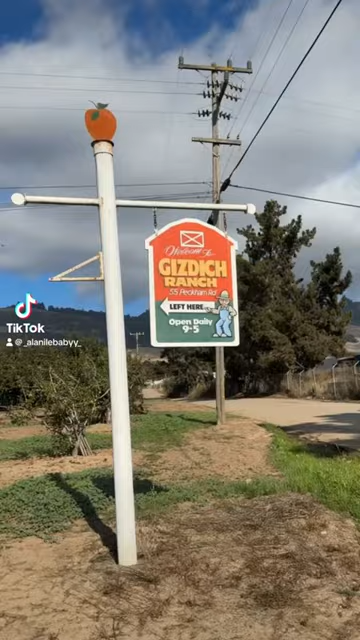 Welcome to
GIZDICH
RANCH
55 Peckham Rd
LEFT HERE
Open Daily
9-5
TikTok
@_alanilebabyy_